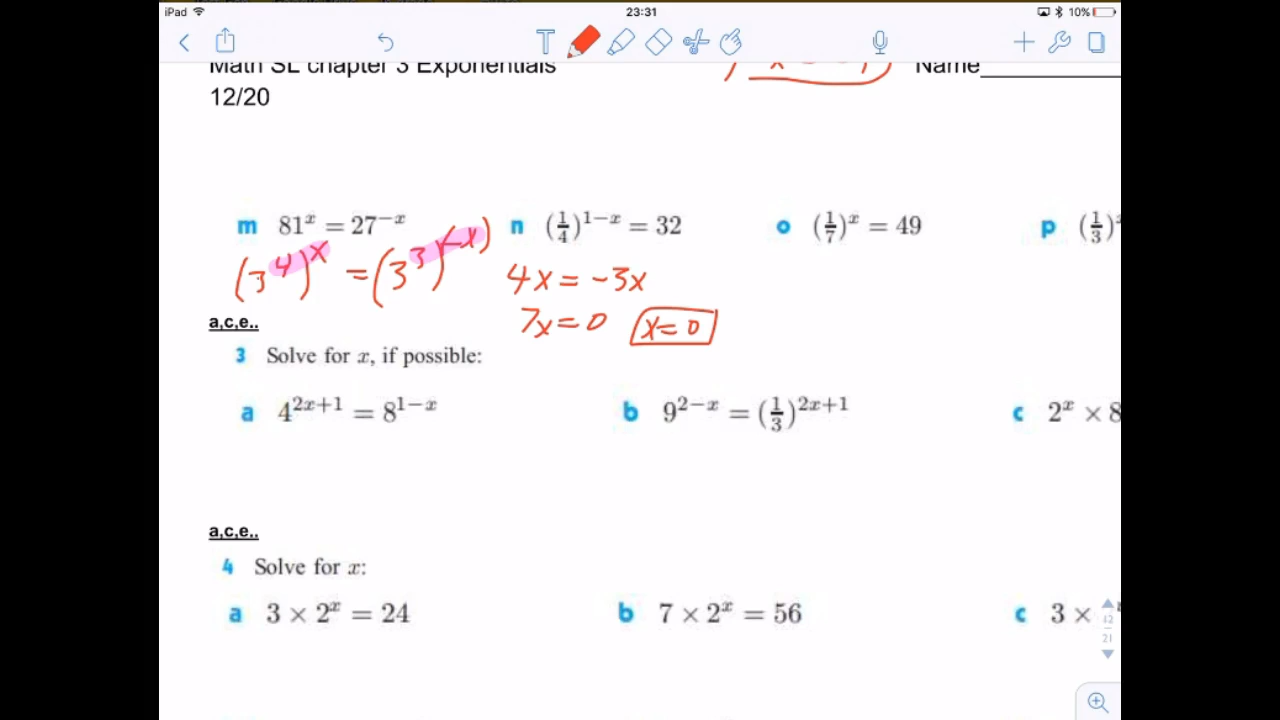 iPad 23:31 10%
Math SL chapter 3 Exponentials Name
12/20
m 81^x = 27^{-x} n (1/4)^{1-x} = 32 o (1/7)^x = 49 p (1/3)
(3^4)^x = (3^3)^{(-x)} 4x = -3x
7x = 0 x = 0
a,c,e..
3 Solve for x, if possible:
a 4^{2x+1} = 8^{1-x} b 9^{2-x} = (1/3)^{2x+1} c 2^x × 8
a,c,e..
4 Solve for x:
a 3 × 2^x = 24 b 7 × 2^x = 56 c 3 ×
12
21